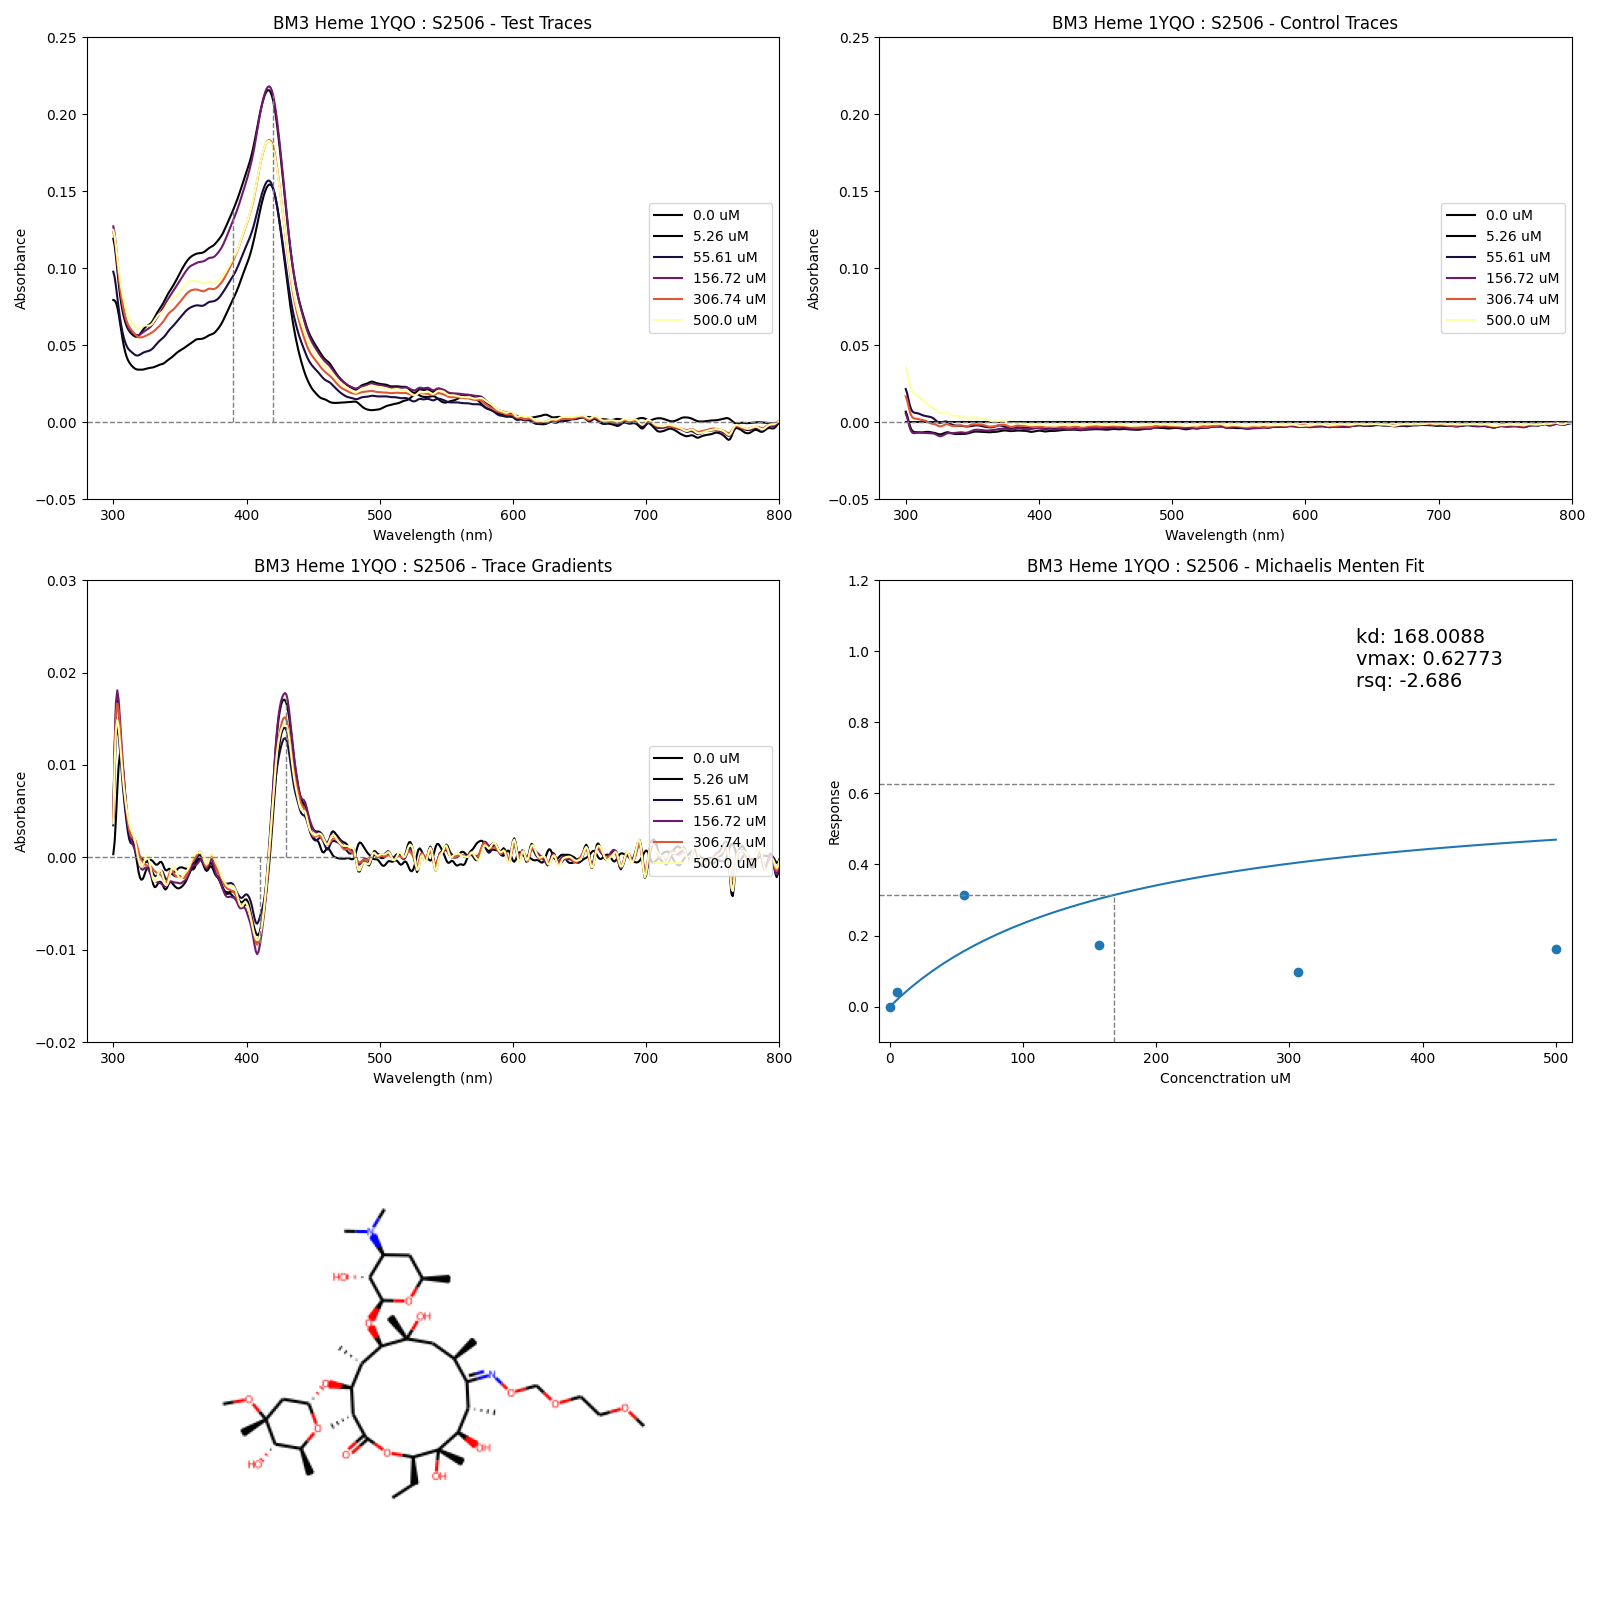 BM3 Heme 1YQO : S2506 - Test Traces
0.25
0.20
0.15
0.10
0.05
0.00
−0.05
Absorbance
300
400
500
600
700
800
Wavelength (nm)
0.0 uM
5.26 uM
55.61 uM
156.72 uM
306.74 uM
500.0 uM
BM3 Heme 1YQO : S2506 - Control Traces
0.25
0.20
0.15
0.10
0.05
0.00
−0.05
Absorbance
300
400
500
600
700
800
Wavelength (nm)
0.0 uM
5.26 uM
55.61 uM
156.72 uM
306.74 uM
500.0 uM
BM3 Heme 1YQO : S2506 - Trace Gradients
0.03
0.02
0.01
0.00
−0.01
−0.02
Absorbance
300
400
500
600
700
800
Wavelength (nm)
0.0 uM
5.26 uM
55.61 uM
156.72 uM
306.74 uM
500.0 uM
BM3 Heme 1YQO : S2506 - Michaelis Menten Fit
1.2
1.0
0.8
0.6
0.4
0.2
0.0
Response
0
100
200
300
400
500
Concenctration uM
kd: 168.0088
vmax: 0.62773
rsq: -2.686
N
HO
O
O
OH
N
O
O
O
O
O
O
HO
O
O
OH
OH